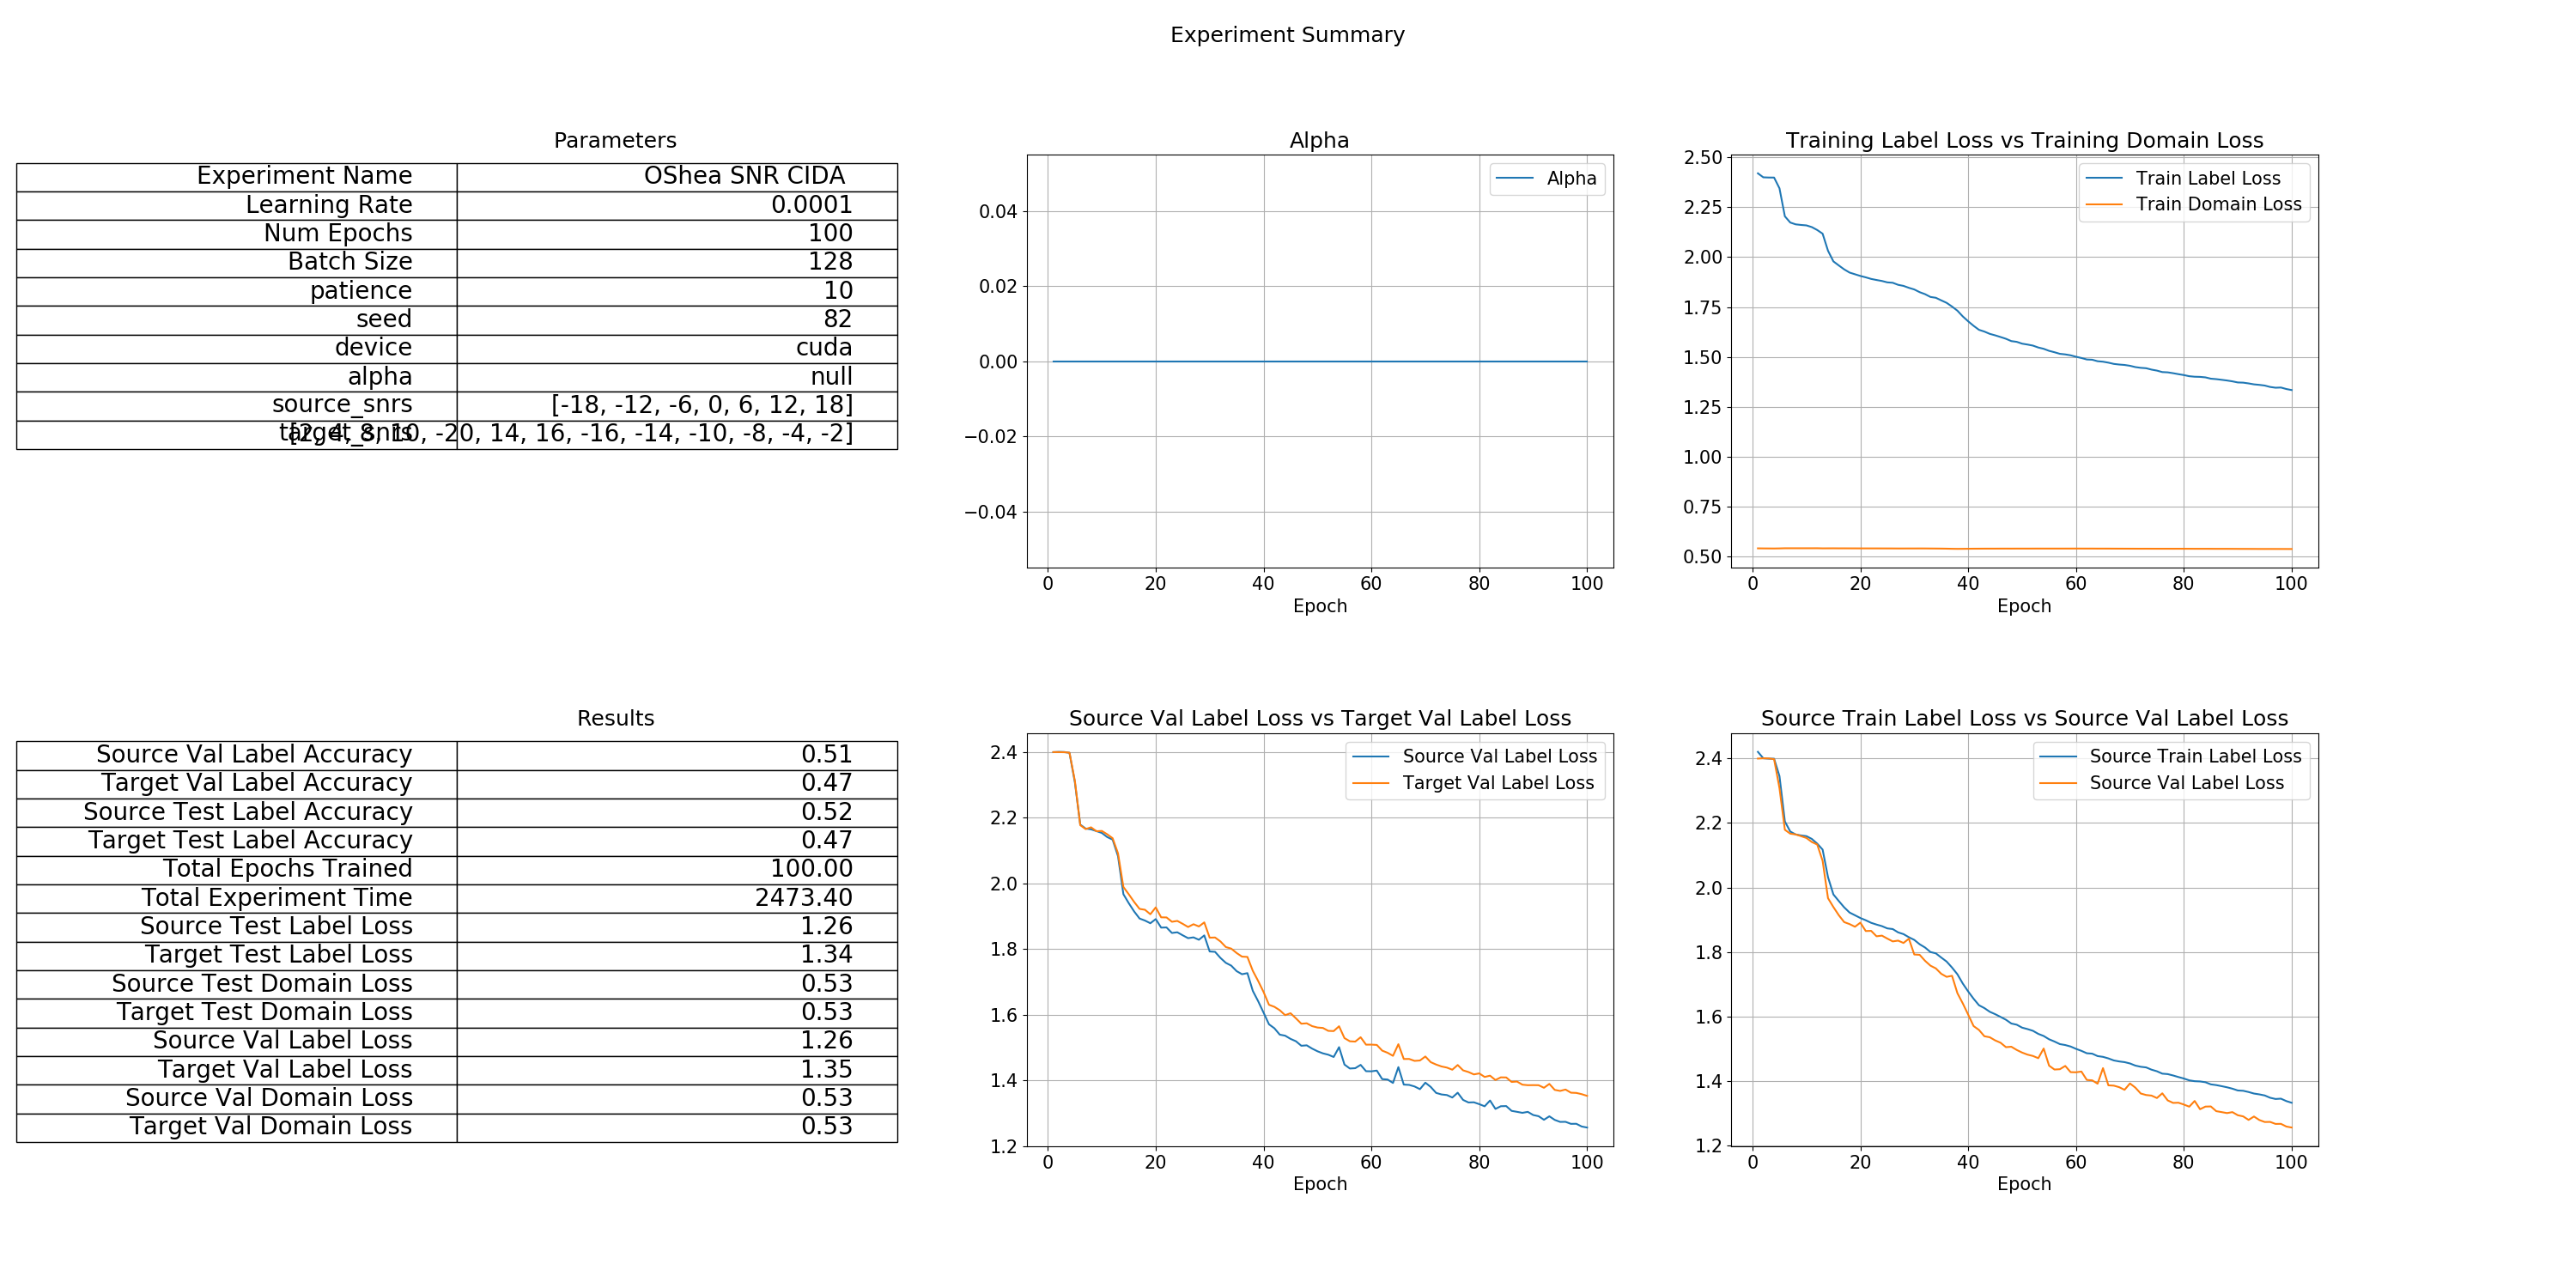 Experiment Summary
Parameters
Experiment Name OShea SNR CIDA
Learning Rate 0.0001
Num Epochs 100
Batch Size 128
patience 10
seed 82
device cuda
alpha null
source_snrs [-18, -12, -6, 0, 6, 12, 18]
target_snrs [2, 4, 8, 10, -20, 14, 16, -16, -14, -10, -8, -4, -2]
Alpha
Alpha
0.04
0.02
0.00
−0.02
−0.04
0 20 40 60 80 100
Epoch
Training Label Loss vs Training Domain Loss
Train Label Loss
Train Domain Loss
2.50
2.25
2.00
1.75
1.50
1.25
1.00
0.75
0.50
0 20 40 60 80 100
Epoch
Results
Source Val Label Accuracy 0.51
Target Val Label Accuracy 0.47
Source Test Label Accuracy 0.52
Target Test Label Accuracy 0.47
Total Epochs Trained 100.00
Total Experiment Time 2473.40
Source Test Label Loss 1.26
Target Test Label Loss 1.34
Source Test Domain Loss 0.53
Target Test Domain Loss 0.53
Source Val Label Loss 1.26
Target Val Label Loss 1.35
Source Val Domain Loss 0.53
Target Val Domain Loss 0.53
Source Val Label Loss vs Target Val Label Loss
Source Val Label Loss
Target Val Label Loss
2.4
2.2
2.0
1.8
1.6
1.4
1.2
0 20 40 60 80 100
Epoch
Source Train Label Loss vs Source Val Label Loss
Source Train Label Loss
Source Val Label Loss
2.4
2.2
2.0
1.8
1.6
1.4
1.2
0 20 40 60 80 100
Epoch